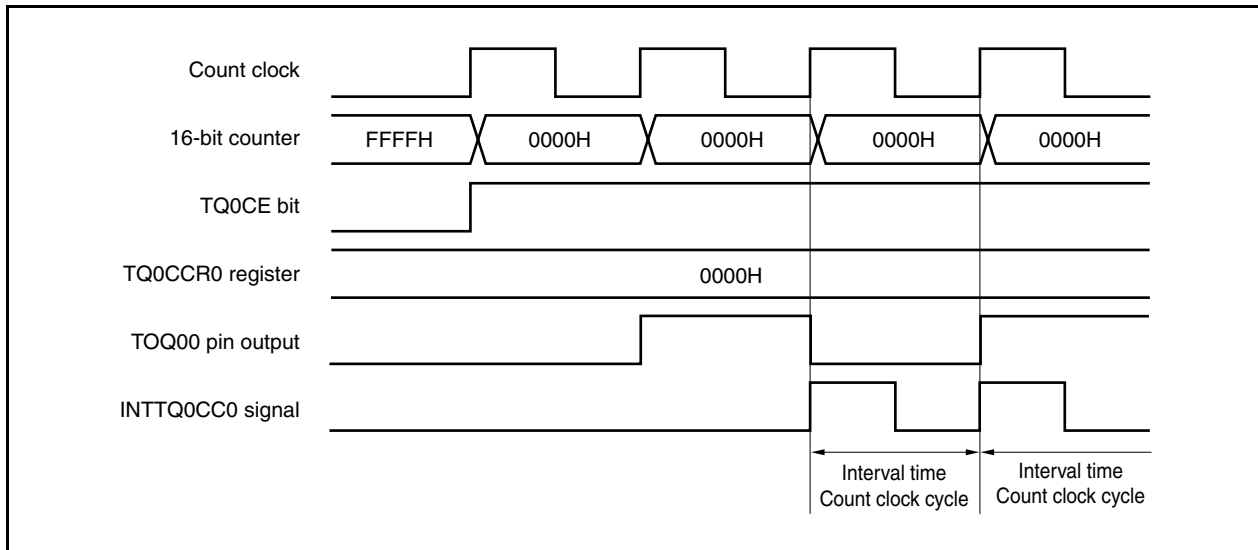 Count clock
16-bit counter
FFFFH
0000H
0000H
0000H
0000H
TQ0CE bit
TQ0CCR0 register
0000H
TOQ00 pin output
INTTQ0CC0 signal
Interval time
Count clock cycle
Interval time
Count clock cycle